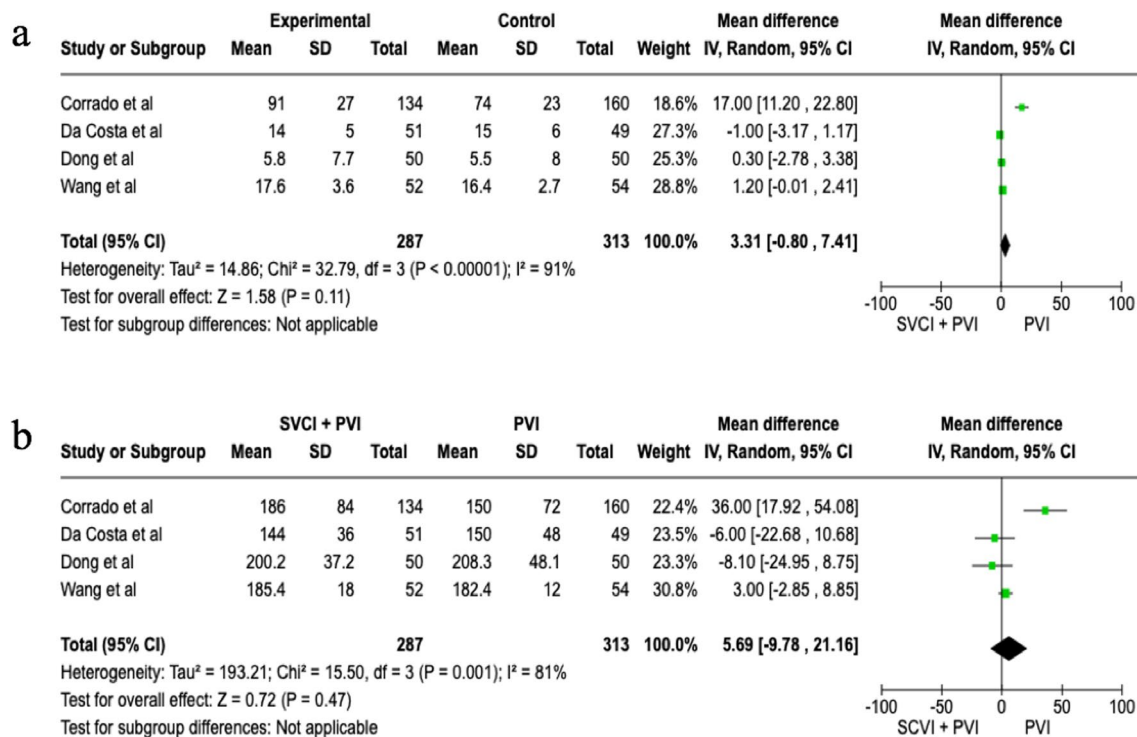 a
Experimental Control Mean difference Mean difference
Study or Subgroup Mean SD Total Mean SD Total Weight IV, Random, 95% CI IV, Random, 95% CI
Corrado et al 91 27 134 74 23 160 18.6% 17.00 [11.20 , 22.80]
Da Costa et al 14 5 51 15 6 49 27.3% -1.00 [-3.17 , 1.17]
Dong et al 5.8 7.7 50 5.5 8 50 25.3% 0.30 [-2.78 , 3.38]
Wang et al 17.6 3.6 52 16.4 2.7 54 28.8% 1.20 [-0.01 , 2.41]
Total (95% CI) 287 313 100.0% 3.31 [-0.80 , 7.41]
Heterogeneity: Tau² = 14.86; Chi² = 32.79, df = 3 (P < 0.00001); I² = 91%
Test for overall effect: Z = 1.58 (P = 0.11)
Test for subgroup differences: Not applicable
-100 -50 0 50 100
SVCI + PVI PVI
b
SVCI + PVI PVI Mean difference Mean difference
Study or Subgroup Mean SD Total Mean SD Total Weight IV, Random, 95% CI IV, Random, 95% CI
Corrado et al 186 84 134 150 72 160 22.4% 36.00 [17.92 , 54.08]
Da Costa et al 144 36 51 150 48 49 23.5% -6.00 [-22.68 , 10.68]
Dong et al 200.2 37.2 50 208.3 48.1 50 23.3% -8.10 [-24.95 , 8.75]
Wang et al 185.4 18 52 182.4 12 54 30.8% 3.00 [-2.85 , 8.85]
Total (95% CI) 287 313 100.0% 5.69 [-9.78 , 21.16]
Heterogeneity: Tau² = 193.21; Chi² = 15.50, df = 3 (P = 0.001); I² = 81%
Test for overall effect: Z = 0.72 (P = 0.47)
Test for subgroup differences: Not applicable
-100 -50 0 50 100
SCVI + PVI PVI